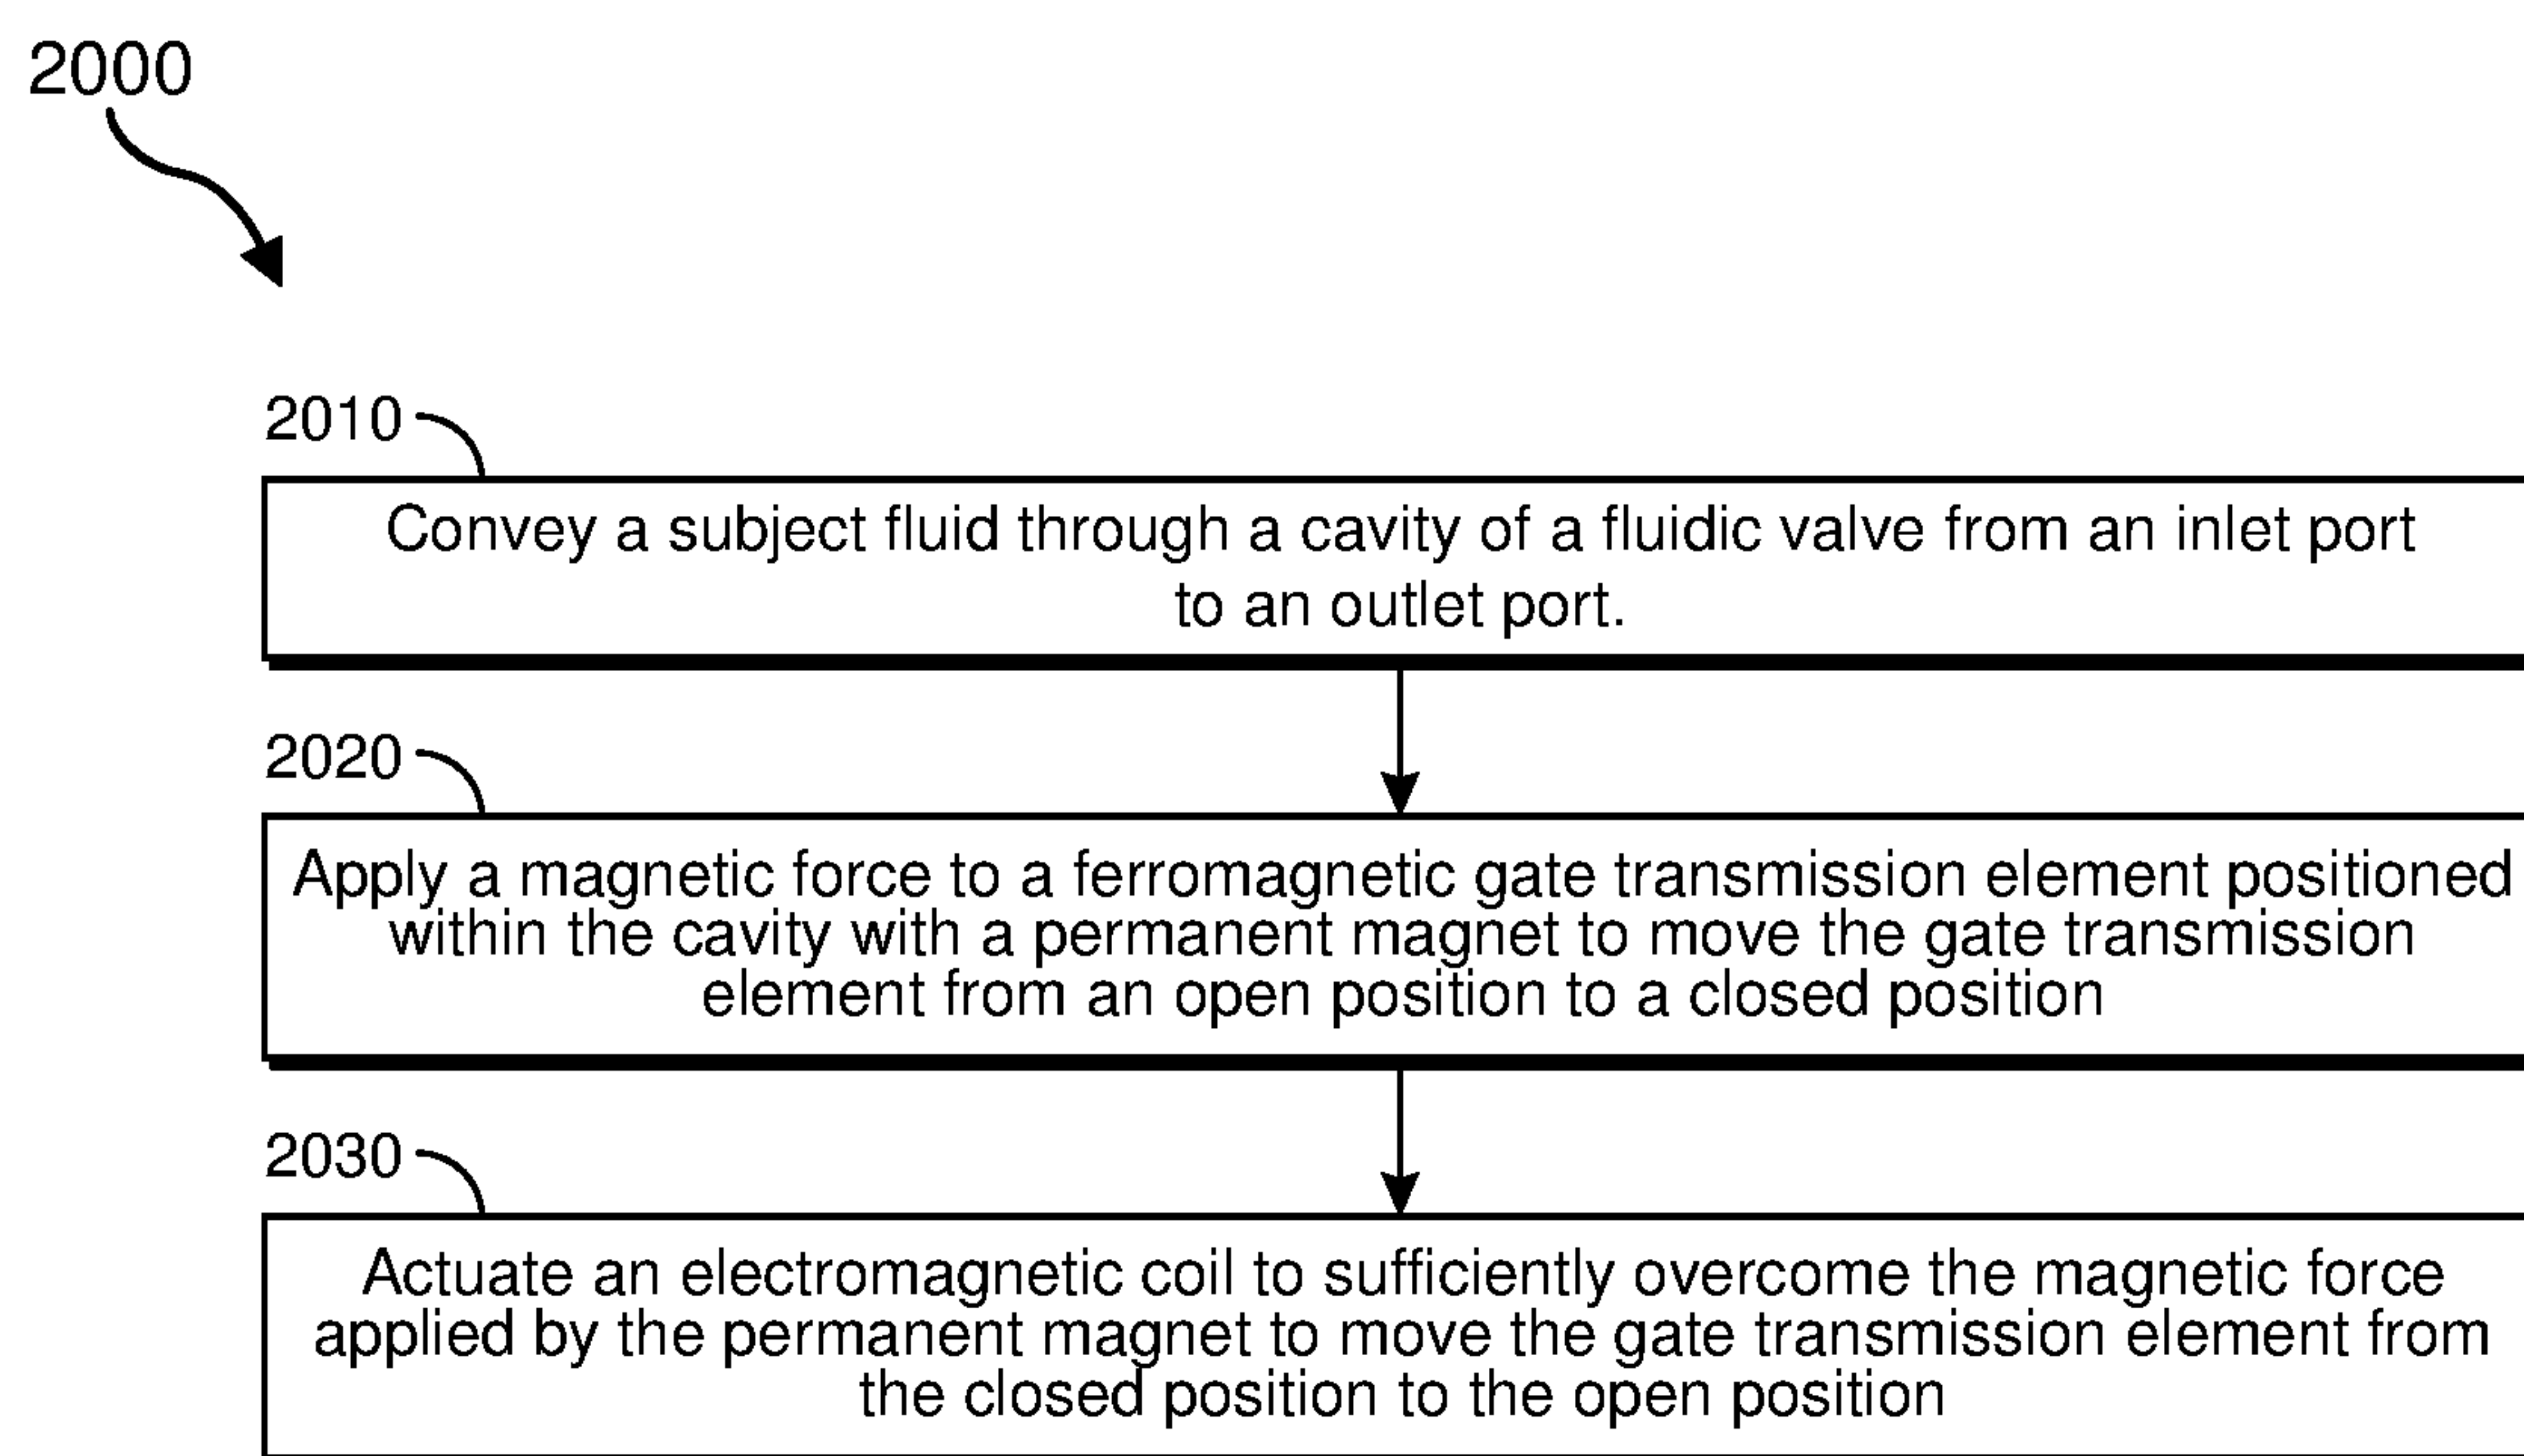 2000
2010
Convey a subject fluid through a cavity of a fluidic valve from an inlet port
to an outlet port.
2020
Apply a magnetic force to a ferromagnetic gate transmission element positioned
within the cavity with a permanent magnet to move the gate transmission
element from an open position to a closed position
2030
Actuate an electromagnetic coil to sufficiently overcome the magnetic force
applied by the permanent magnet to move the gate transmission element from
the closed position to the open position